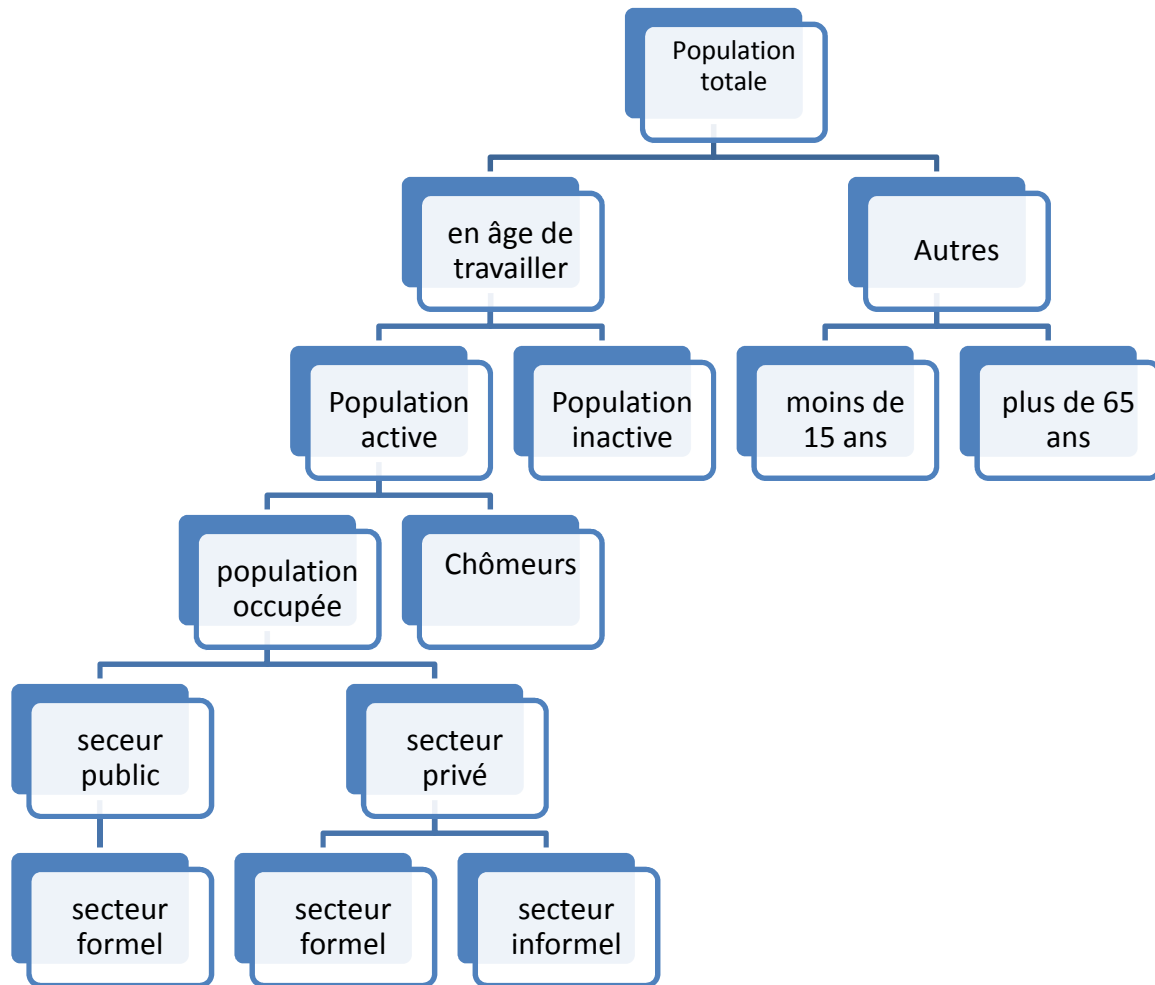 Population
totale
en âge de
travailler
Autres
Population
active
Population
inactive
moins de
15 ans
plus de 65
ans
population
occupée
Chômeurs
seceur
public
secteur
privé
secteur
formel
secteur
formel
secteur
informel